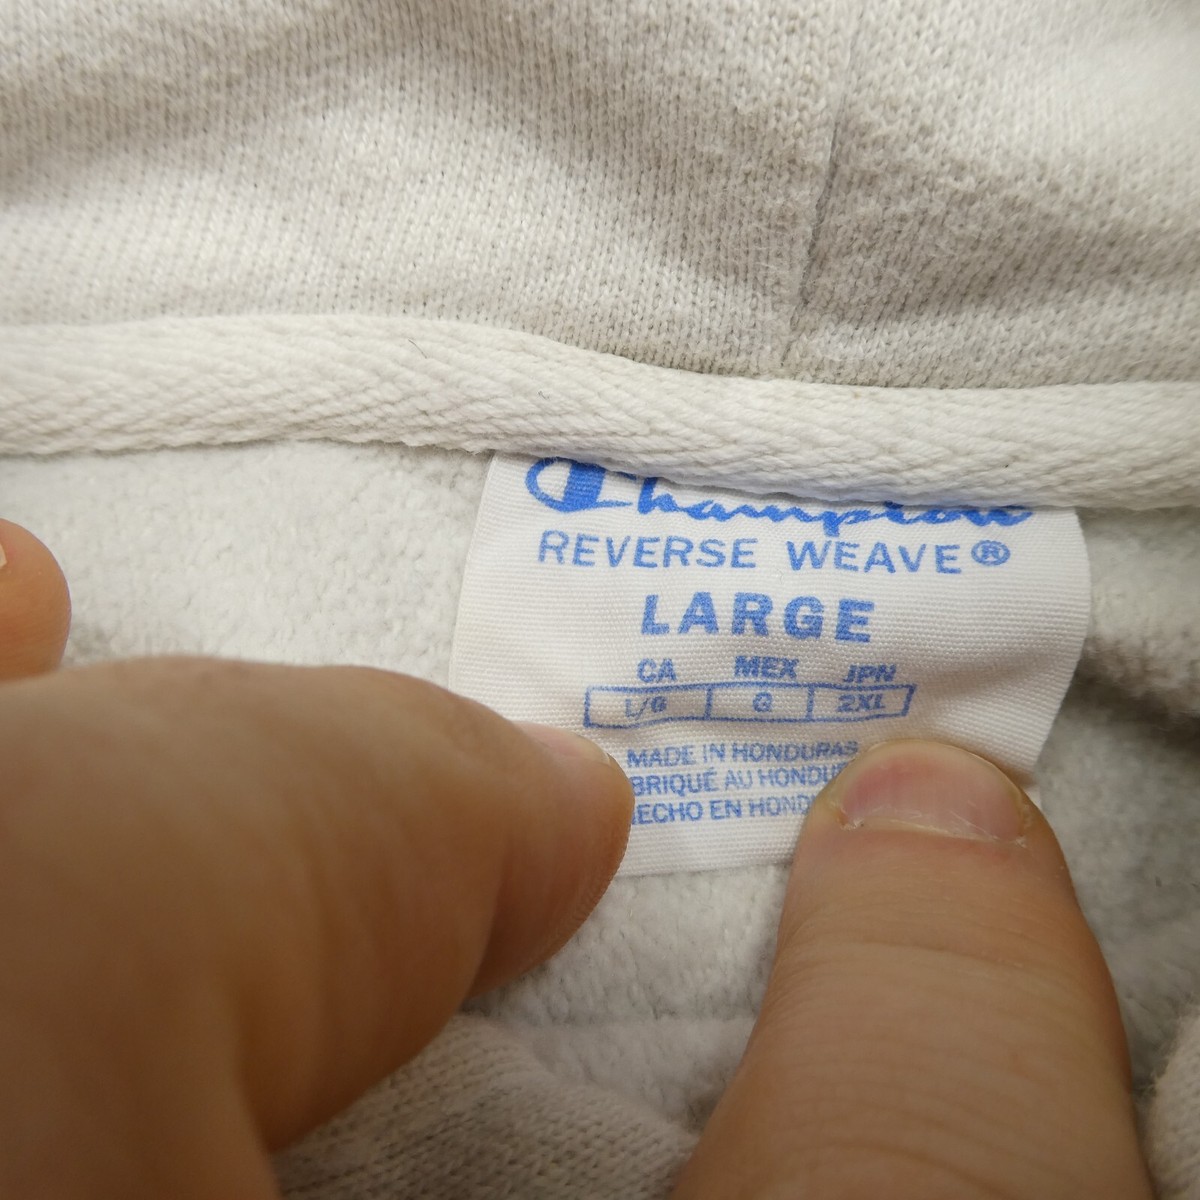 Champion
REVERSE WEAVE®
LARGE
CA MEX JPN
L/G G 2XL
MADE IN HONDURAS
BRIQUÉ AU HONDU
ECHO EN HOND